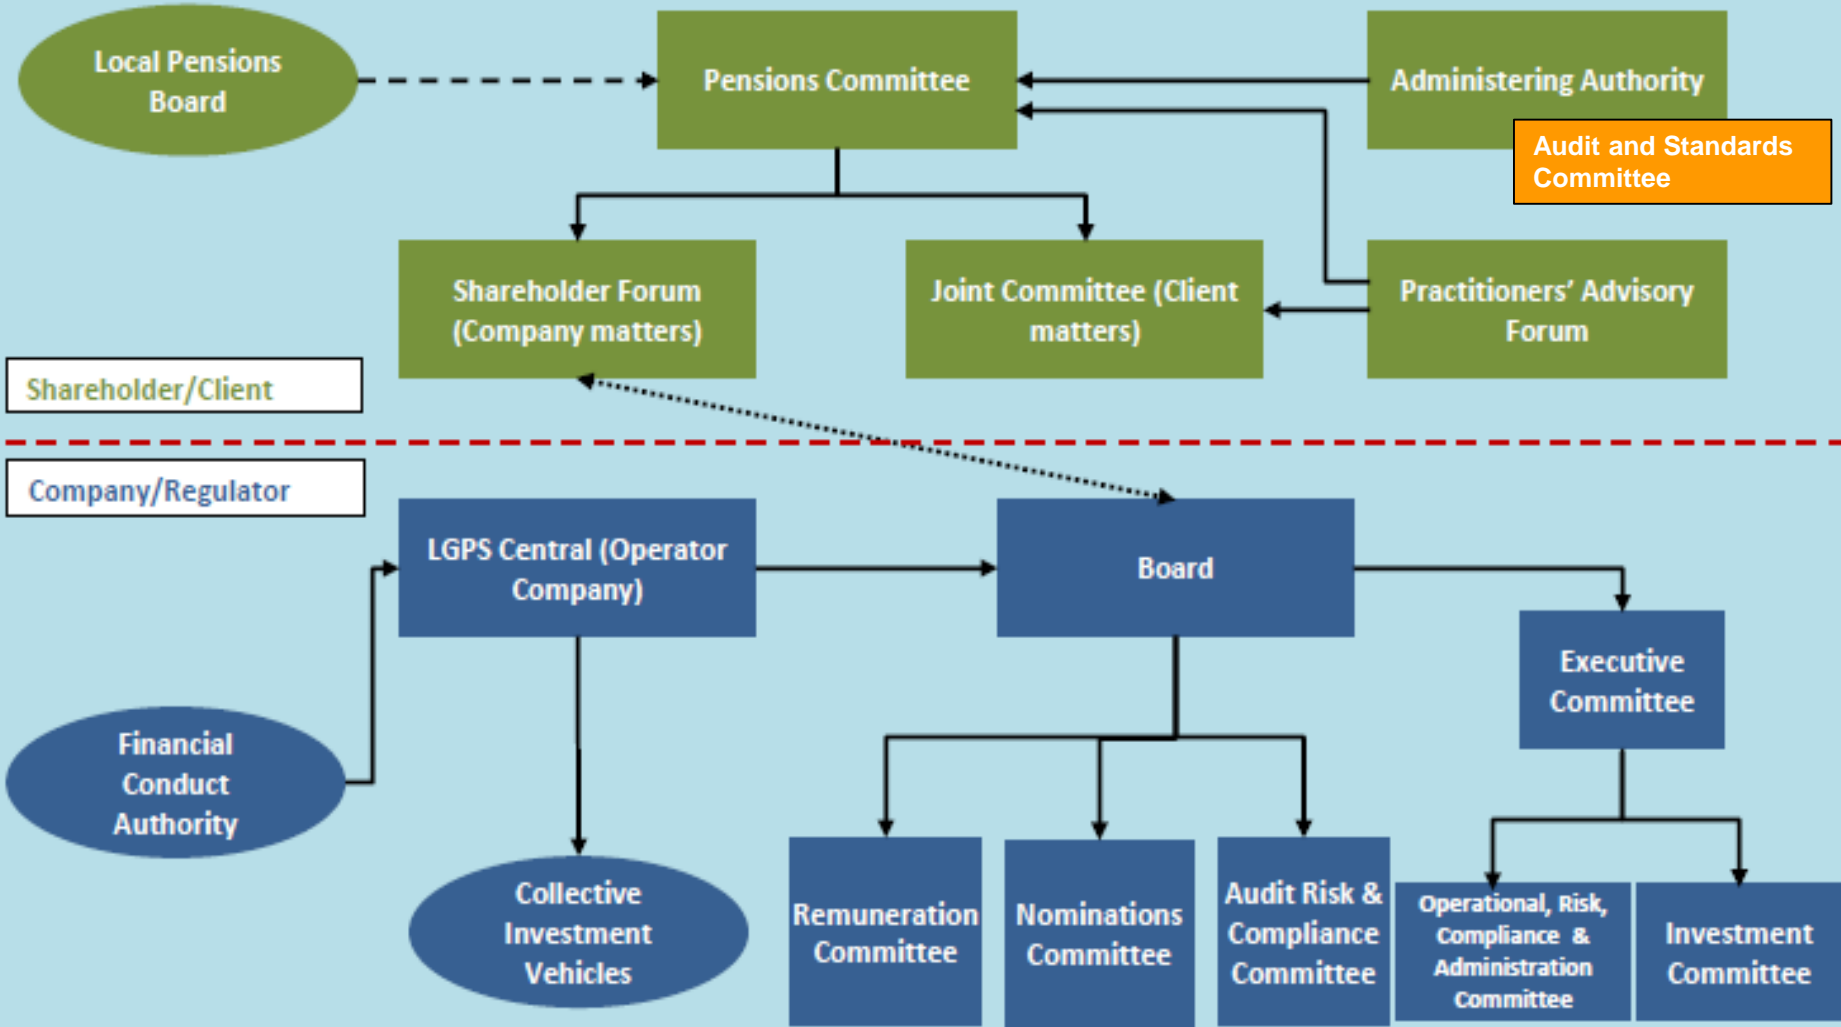 Local Pensions
Board
Pensions Committee
Administering Authority
Audit and Standards
Committee
Shareholder Forum
(Company matters)
Joint Committee (Client
matters)
Practitioners’ Advisory
Forum
Shareholder/Client
Company/Regulator
LGPS Central (Operator
Company)
Board
Executive
Committee
Financial
Conduct
Authority
Collective
Investment
Vehicles
Remuneration
Committee
Nominations
Committee
Audit Risk &
Compliance
Committee
Operational, Risk,
Compliance &
Administration
Committee
Investment
Committee